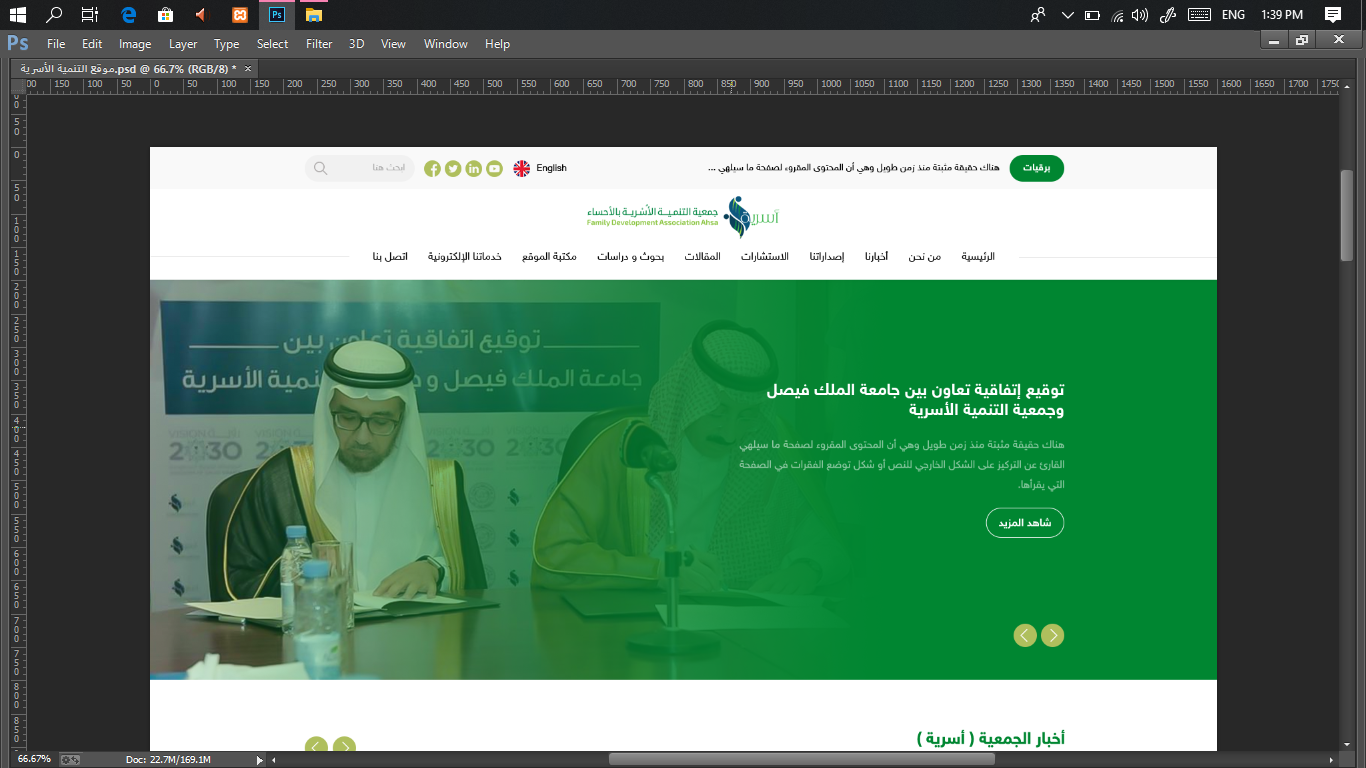 ENG 1:39 PM
Ps File Edit Image Layer Type Select Filter 3D View Window Help
موقع التنمية الأسرية.psd @ 66.7% (RGB/8) *
برقيات
هناك حقيقة مثبتة منذ زمن طويل وهي أن المحتوى المقروء لصفحة ما سيلهي ...
English
ابحث هنا
جمعية التنمية الأسرية بالأحساء
Family Development Association Ahsa
أسرية
الرئيسية من نحن أخبارنا إصداراتنا الاستشارات المقالات بحوث و دراسات مكتبة الموقع خدماتنا الإلكترونية اتصل بنا
توقيع اتفاقية تعاون بين
جامعة الملك فيصل و
نمية الأسرية
VISION
2030
توقيع إتفاقية تعاون بين جامعة الملك فيصل
وجمعية التنمية الأسرية
هناك حقيقة مثبتة منذ زمن طويل وهي أن المحتوى المقروء لصفحة ما سيلهي
القارئ عن التركيز على الشكل الخارجي للنص أو شكل توضع الفقرات في الصفحة
التي يقرأها.
شاهد المزيد
أخبار الجمعية ( أسرية )
66.67% Doc: 22.7M/169.1M